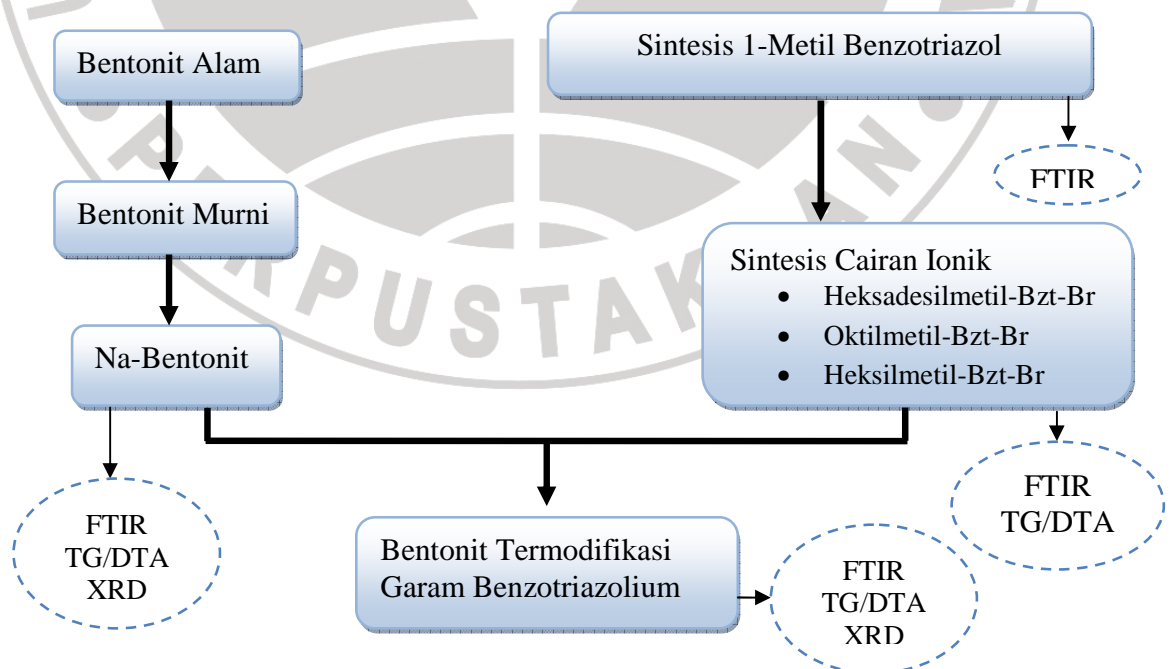 Bentonit Alam
Sintesis 1-Metil Benzotriazol
FTIR
Bentonit Murni
Sintesis Cairan Ionik
• Heksadesilmetil-Bzt-Br
• Oktilmetil-Bzt-Br
• Heksilmetil-Bzt-Br
Na-Bentonit
FTIR
TG/DTA
XRD
Bentonit Termodifikasi
Garam Benzotriazolium
FTIR
TG/DTA
FTIR
TG/DTA
XRD
PERPUSTAKAAN